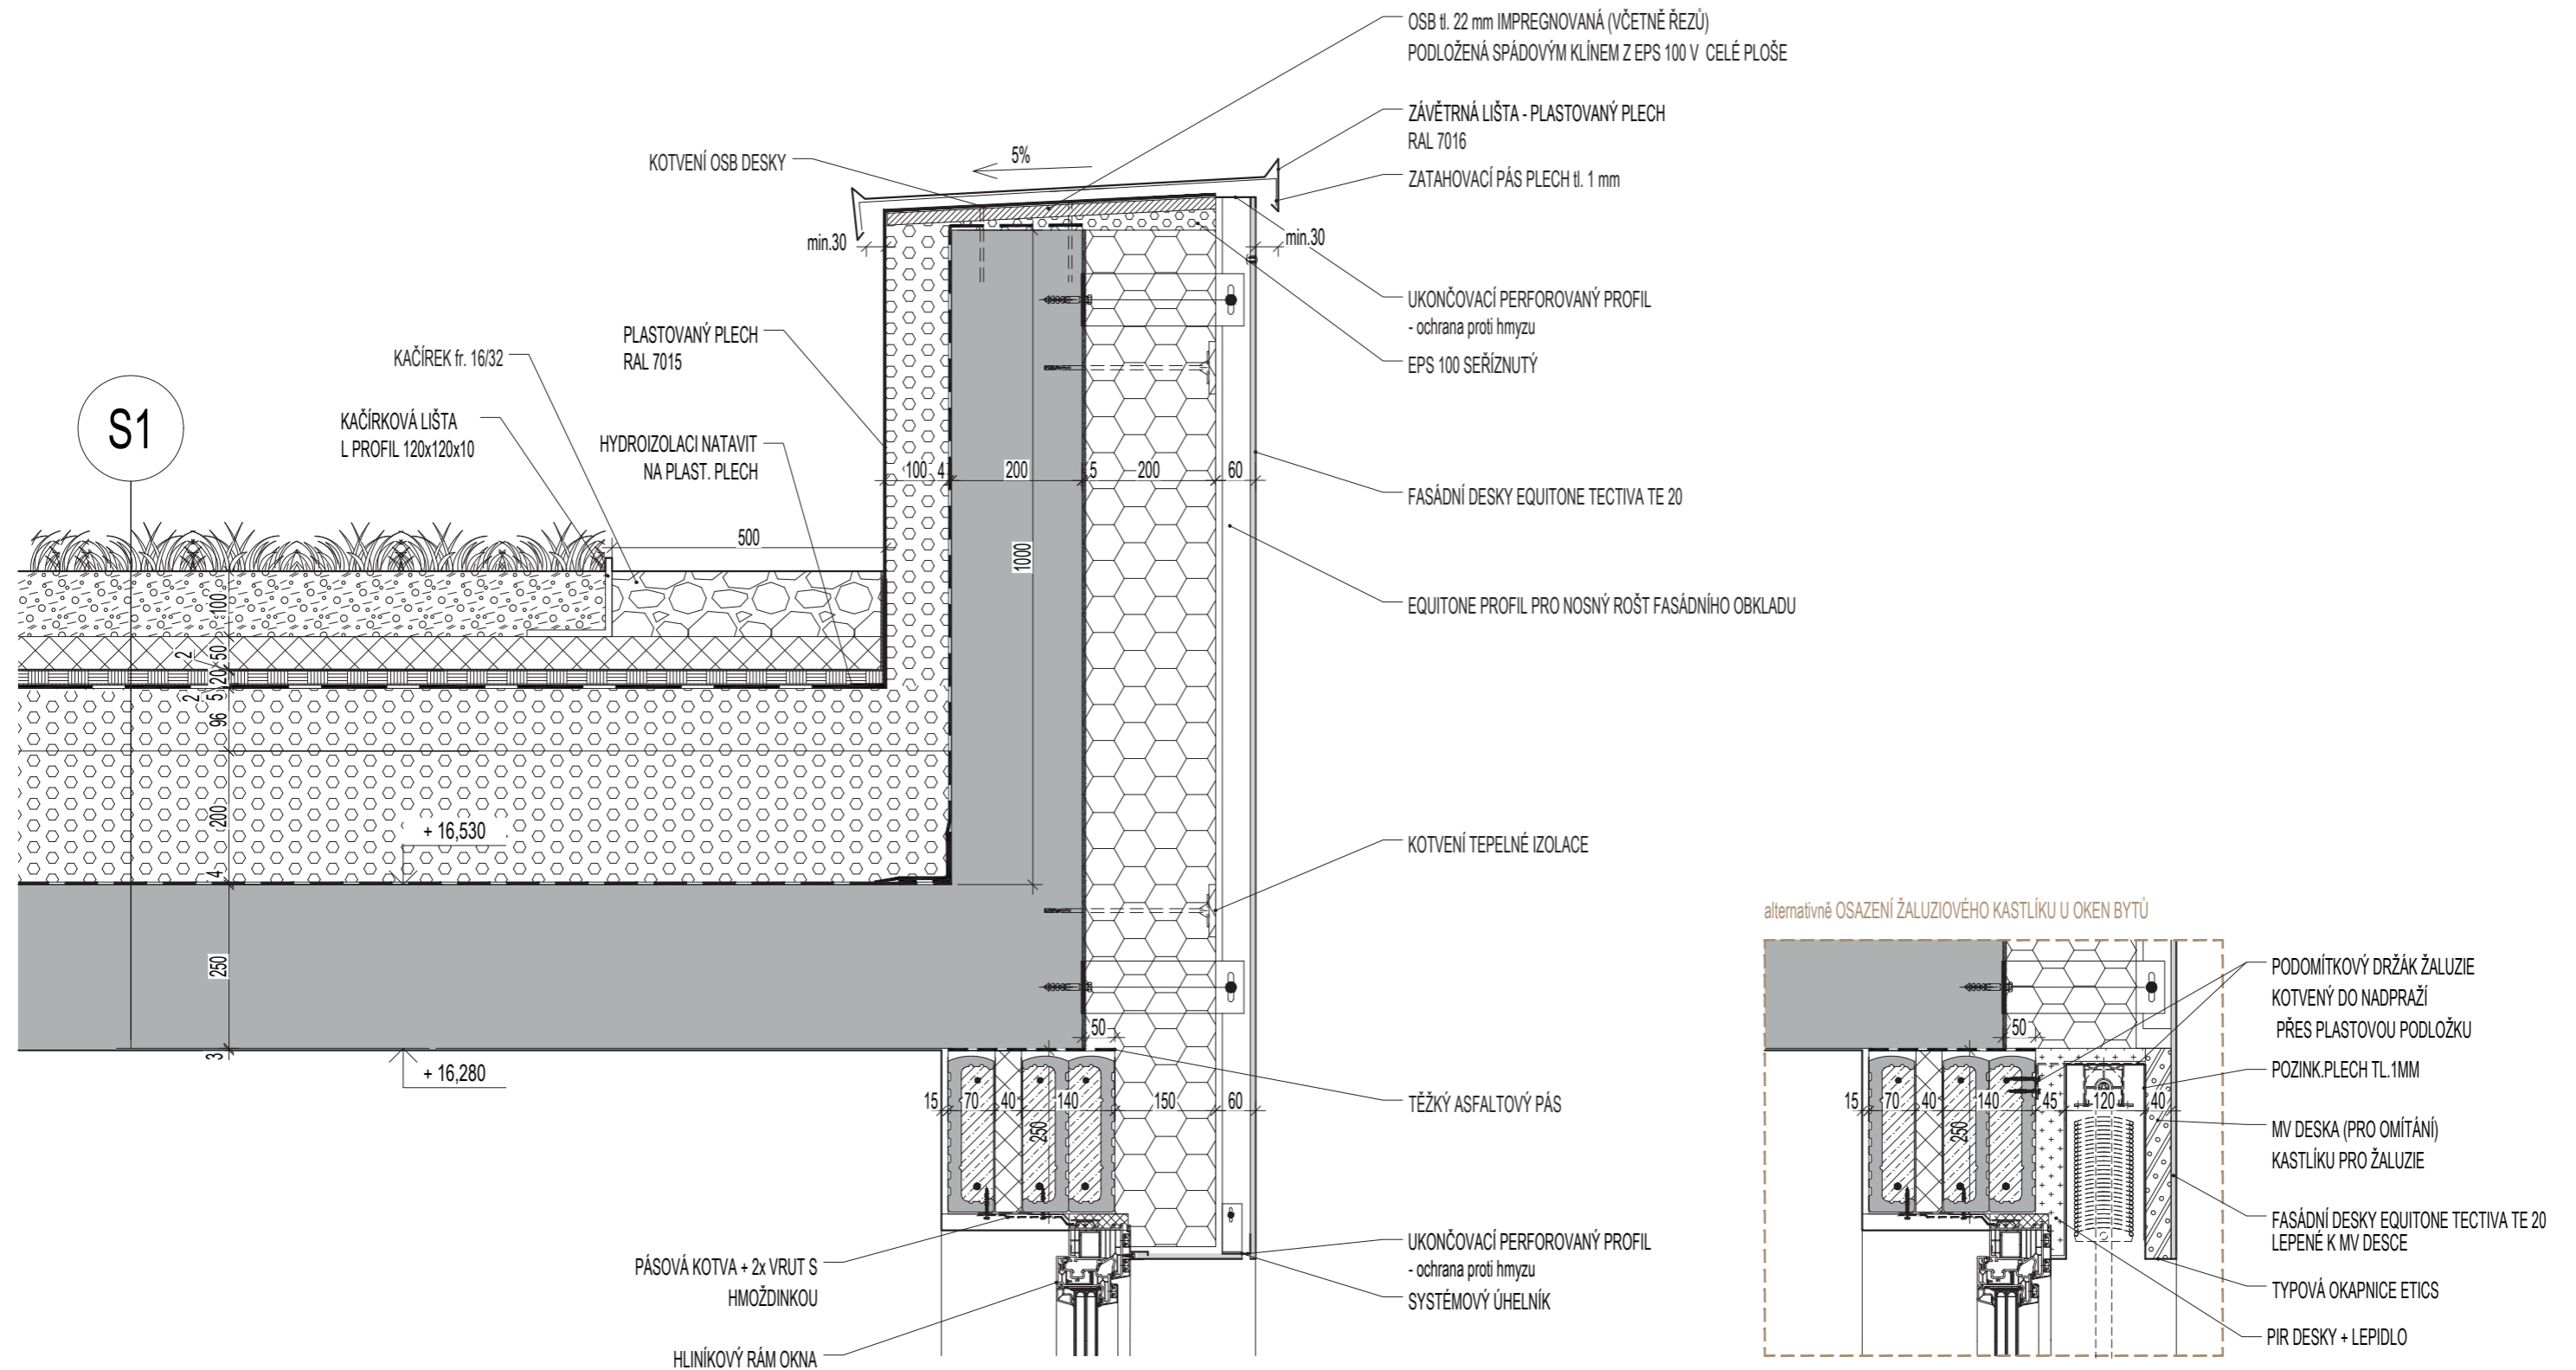 OSB tl. 22 mm IMPREGNOVANÁ (VČETNĚ ŘEZŮ)
PODLOŽENÁ SPÁDOVÝM KLÍNEM Z EPS 100 V CELÉ PLOŠE
ZÁVĚTRNÁ LIŠTA - PLASTOVANÝ PLECH
RAL 7016
ZATAHOVACÍ PÁS PLECH tl. 1 mm
KOTVENÍ OSB DESKY
5%
min.30
min.30
UKONČOVACÍ PERFOROVANÝ PROFIL
- ochrana proti hmyzu
EPS 100 SEŘÍZNUTÝ
PLASTOVANÝ PLECH
RAL 7015
KAČÍREK fr. 16/32
S1
KAČÍRKOVÁ LIŠTA
L PROFIL 120x120x10
HYDROIZOLACI NATAVIT
NA PLAST. PLECH
100 4 200 5 200 60
FASÁDNÍ DESKY EQUITONE TECTIVA TE 20
500
1000
EQUITONE PROFIL PRO NOSNÝ ROŠT FASÁDNÍHO OBKLADU
100
50
2
20
5
2
96
200
4
250
3
+ 16,530
KOTVENÍ TEPELNÉ IZOLACE
50
+ 16,280
15 70 40 140 150 60
250
TĚŽKÝ ASFALTOVÝ PÁS
PÁSOVÁ KOTVA + 2x VRUT S
HMOŽDINKOU
HLINÍKOVÝ RÁM OKNA
UKONČOVACÍ PERFOROVANÝ PROFIL
- ochrana proti hmyzu
SYSTÉMOVÝ ÚHELNÍK
alternativně OSAZENÍ ŽALUZIOVÉHO KASTLÍKU U OKEN BYTŮ
50
15 70 40 140 45 120 40
250
PODOMÍTKOVÝ DRŽÁK ŽALUZIE
KOTVENÝ DO NADPRAŽÍ
PŘES PLASTOVOU PODLOŽKU
POZINK.PLECH TL.1MM
MV DESKA (PRO OMÍTÁNÍ)
KASTLÍKU PRO ŽALUZIE
FASÁDNÍ DESKY EQUITONE TECTIVA TE 20
LEPENÉ K MV DESCE
TYPOVÁ OKAPNICE ETICS
PIR DESKY + LEPIDLO